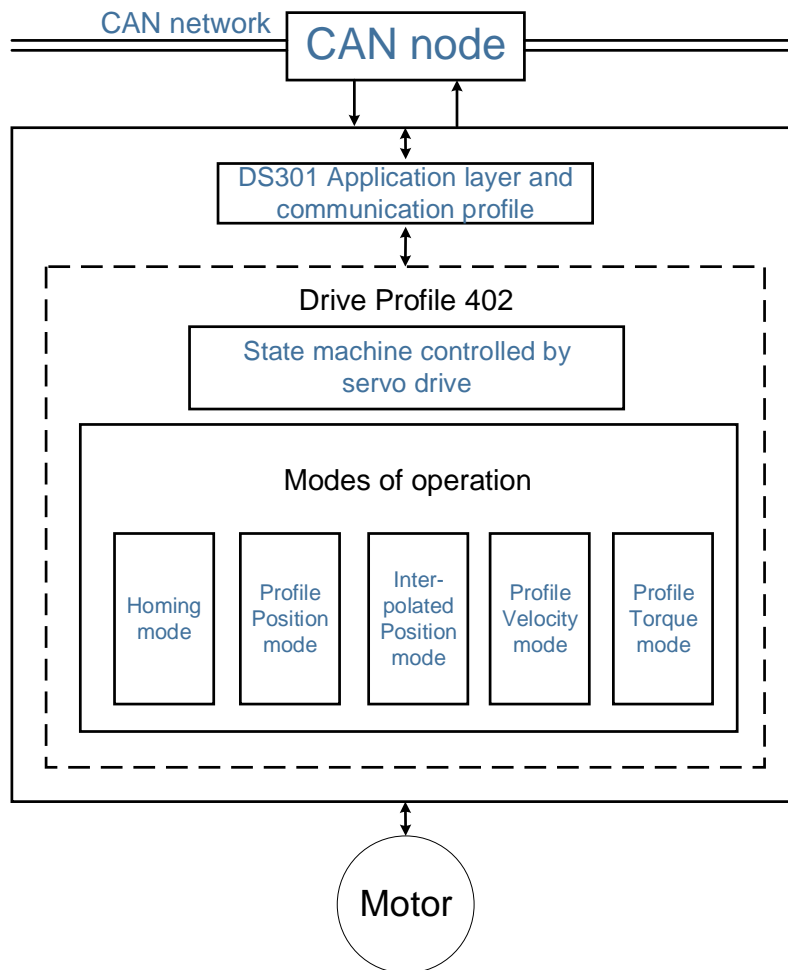 CAN network
CAN node
DS301 Application layer and
communication profile
Drive Profile 402
State machine controlled by
servo drive
Modes of operation
Homing
mode
Profile
Position
mode
Inter-
polated
Position
mode
Profile
Velocity
mode
Profile
Torque
mode
Motor